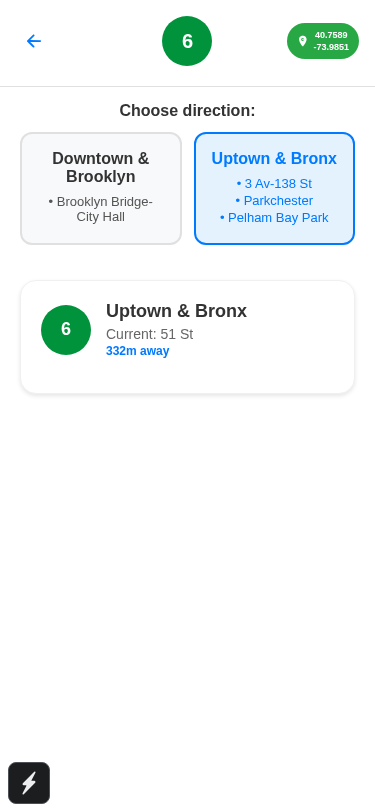 6
40.7589
-73.9851
Choose direction:
Downtown &
Brooklyn
• Brooklyn Bridge-
City Hall
Uptown & Bronx
• 3 Av-138 St
• Parkchester
• Pelham Bay Park
6
Uptown & Bronx
Current: 51 St
332m away